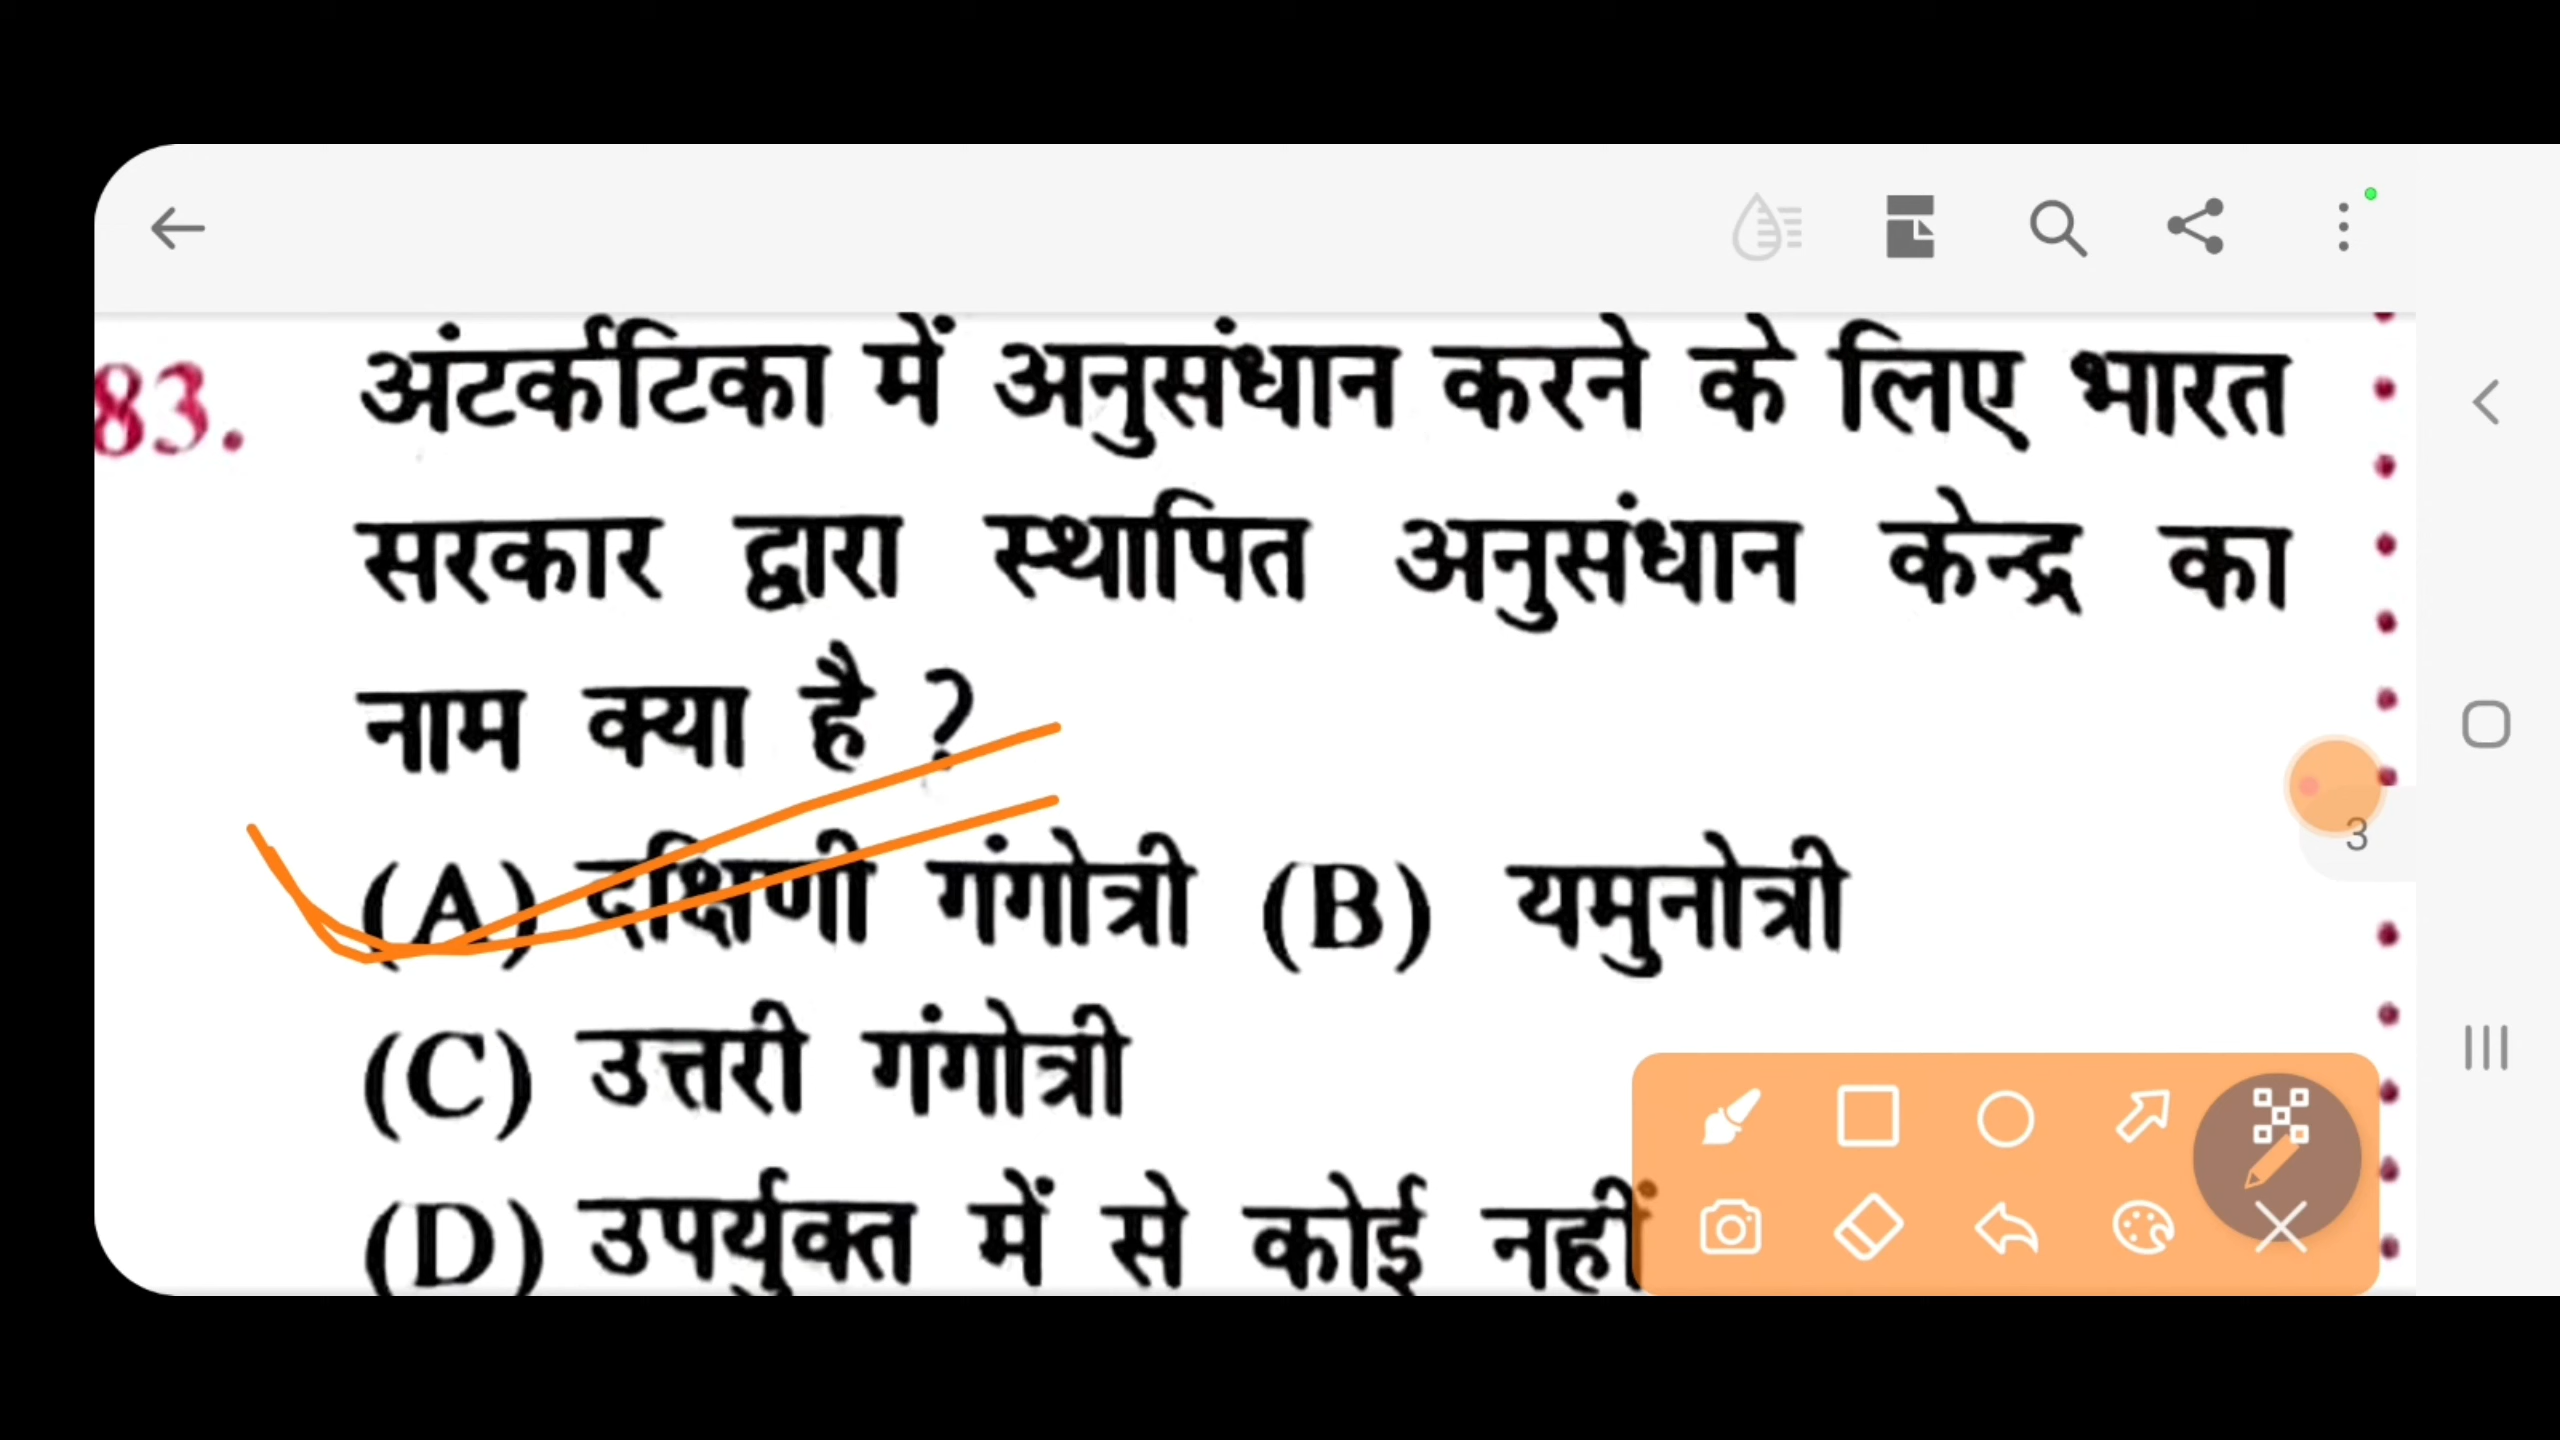 83. अंटर्कटिका में अनुसंधान करने के लिए भारत
सरकार द्वारा स्थापित अनुसंधान केन्द्र का
नाम क्या है ?
(A) दक्षिणी गंगोत्री (B) यमुनोत्री
3
(C) उत्तरी गंगोत्री
(D) उपर्युक्त में से कोई नहीं